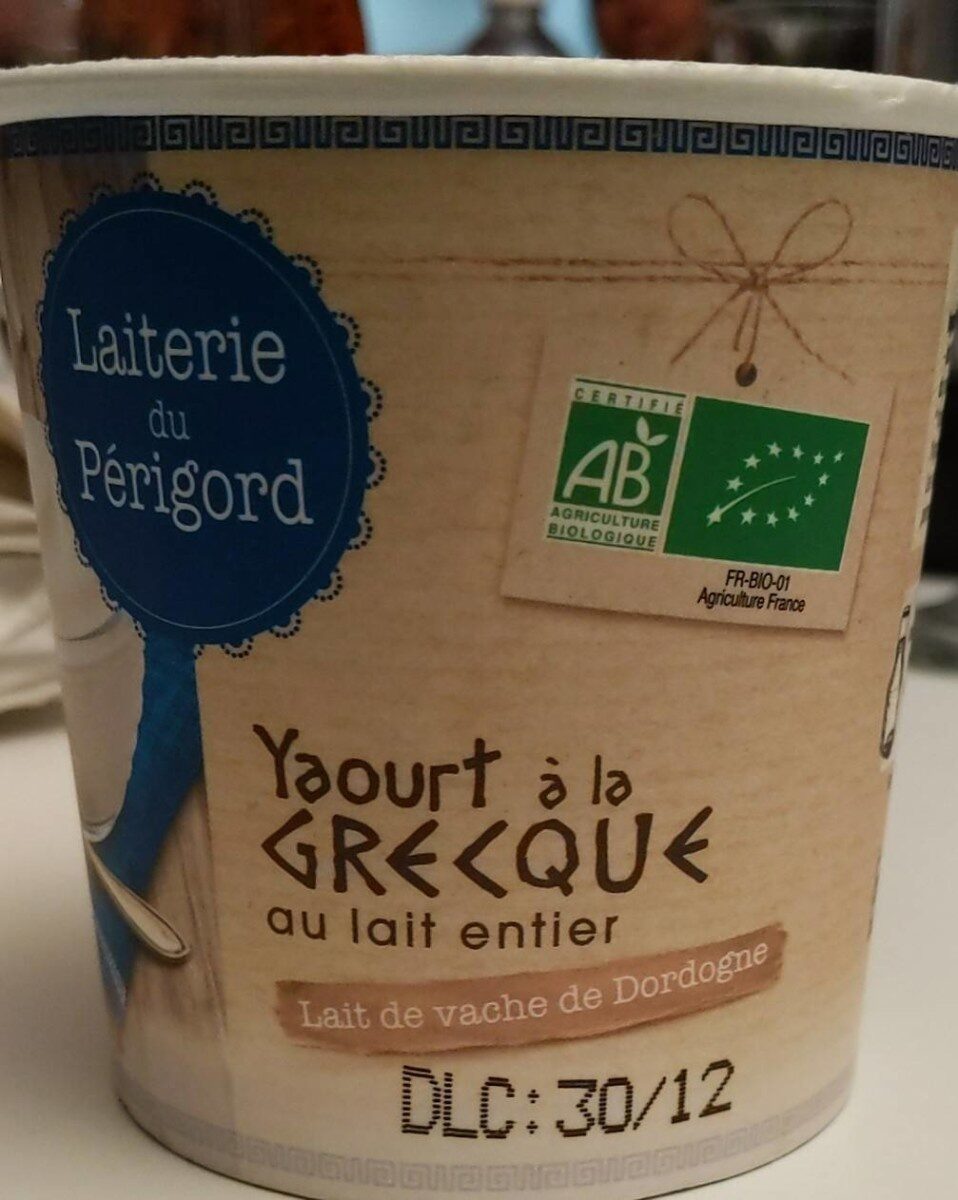 Laiterie
du
Périgord
CERTIFIÉ
AB
AGRICULTURE
BIOLOGIQUE
FR-BIO-01
Agriculture France
Yaourt à la
GRECQUE
au lait entier
Lait de vache de Dordogne
DLC: 30/12